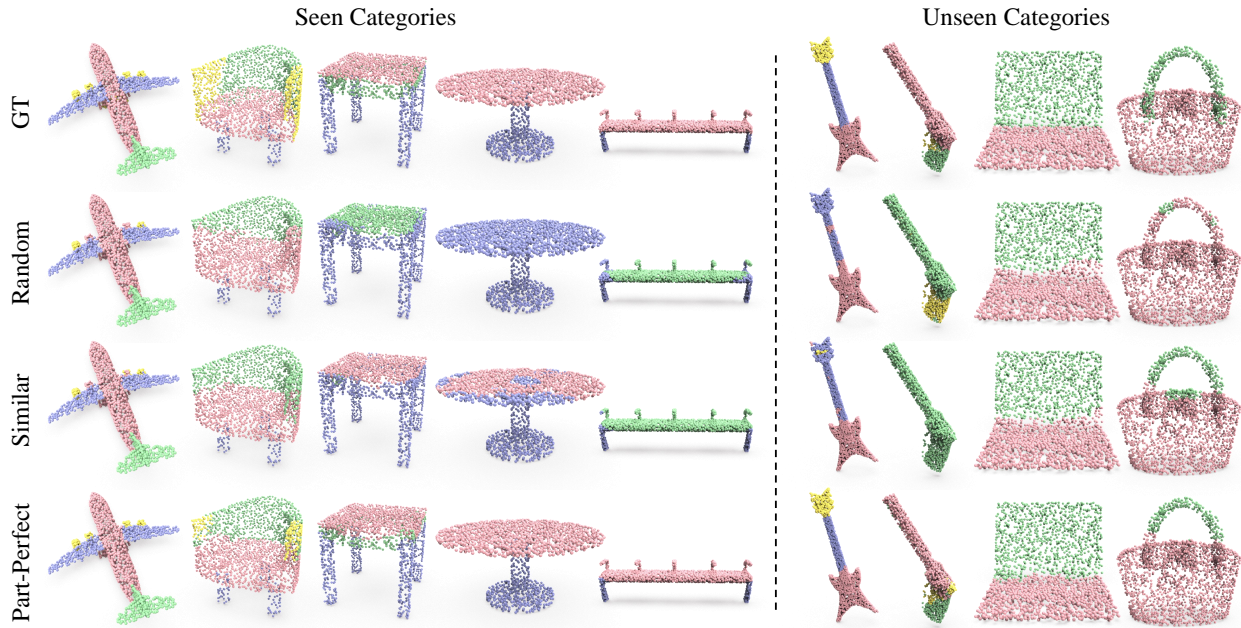 Seen Categories
Unseen Categories
GT
Random
Similar
Part-Perfect